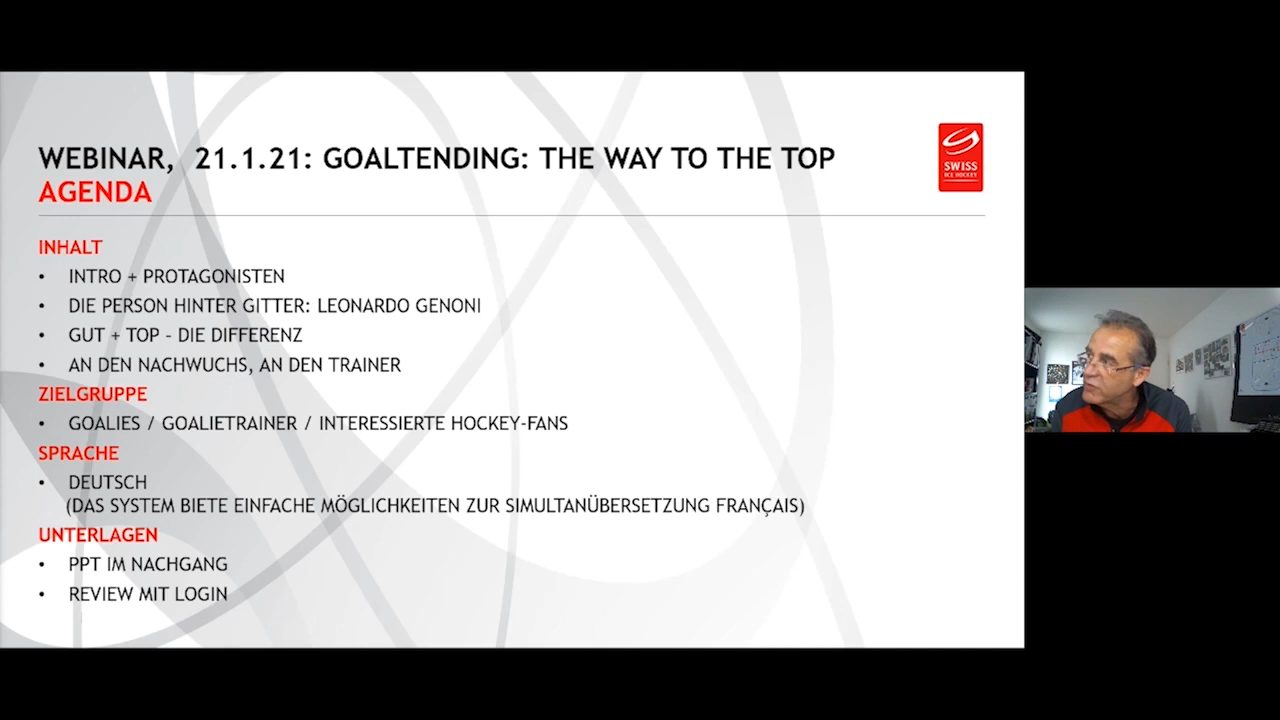 WEBINAR, 21.1.21: GOALTENDING: THE WAY TO THE TOP
AGENDA
SWISS
ICE HOCKEY
INHALT
• INTRO + PROTAGONISTEN
• DIE PERSON HINTER GITTER: LEONARDO GENONI
• GUT + TOP - DIE DIFFERENZ
• AN DEN NACHWUCHS, AN DEN TRAINER
ZIELGRUPPE
• GOALIES / GOALIETRAINER / INTERESSIERTE HOCKEY-FANS
SPRACHE
• DEUTSCH
(DAS SYSTEM BIETE EINFACHE MÖGLICHKEITEN ZUR SIMULTANÜBERSETZUNG FRANÇAIS)
UNTERLAGEN
• PPT IM NACHGANG
• REVIEW MIT LOGIN